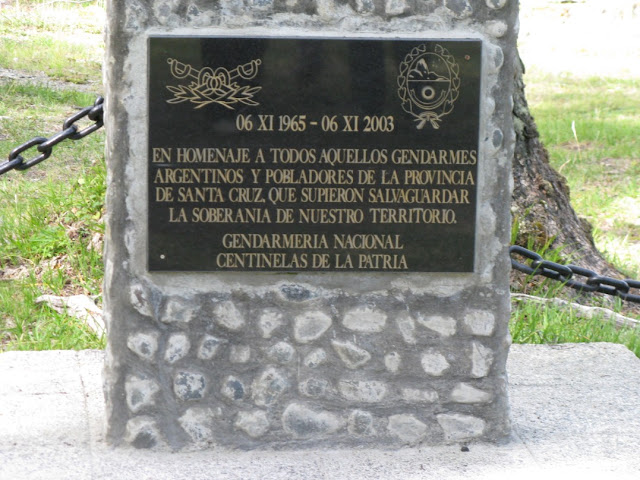 06 XI 1965 - 06 XI 2003
EN HOMENAJE A TODOS AQUELLOS GENDARMES
ARGENTINOS Y POBLADORES DE LA PROVINCIA
DE SANTA CRUZ, QUE SUPIERON SALVAGUARDAR
LA SOBERANIA DE NUESTRO TERRITORIO.
GENDARMERIA NACIONAL
CENTINELAS DE LA PATRIA